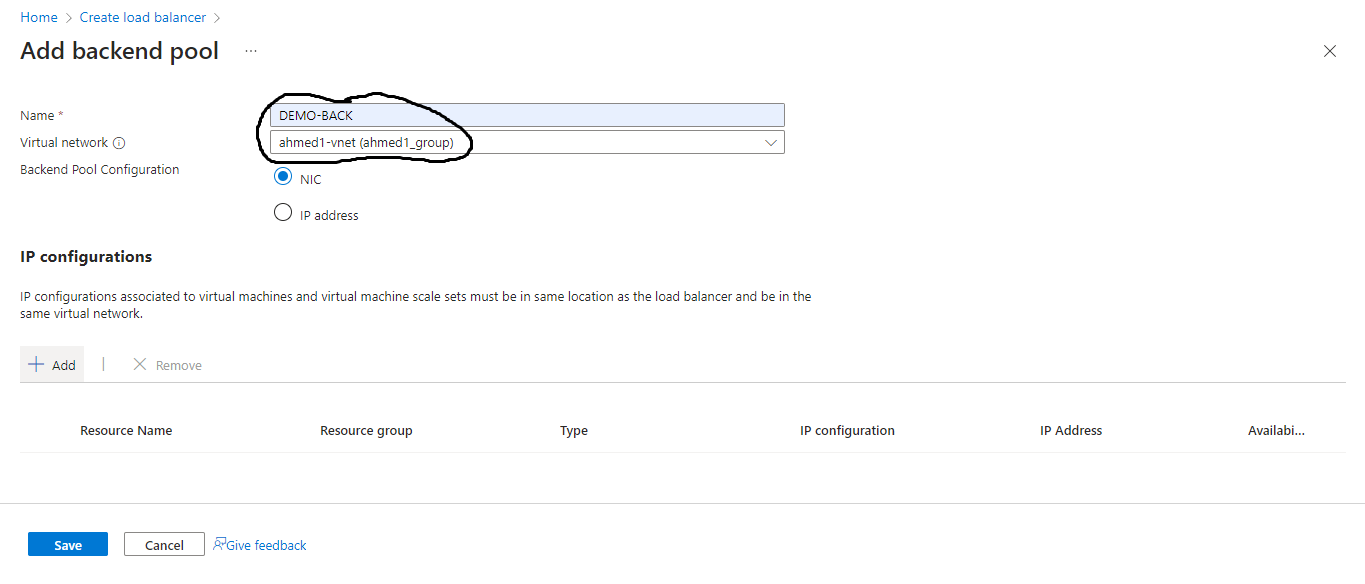 Home > Create load balancer >
Add backend pool ...
Name *
DEMO-BACK
Virtual network
ahmed1-vnet (ahmed1_group)
Backend Pool Configuration
NIC
IP address
IP configurations
IP configurations associated to virtual machines and virtual machine scale sets must be in same location as the load balancer and be in the
same virtual network.
+ Add | Remove
Resource Name Resource group Type IP configuration IP Address Availabi...
Save Cancel Give feedback